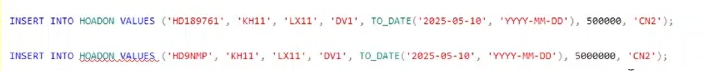 INSERT INTO HOADON VALUES ('HD189761', 'KH11', 'LX11', 'DV1', TO_DATE('2025-05-10', 'YYYY-MM-DD'), 500000, 'CN2');
INSERT INTO HOADON VALUES ('HD9NMP', 'KH11', 'LX11', 'DV1', TO_DATE('2025-05-10', 'YYYY-MM-DD'), 5000000, 'CN2');